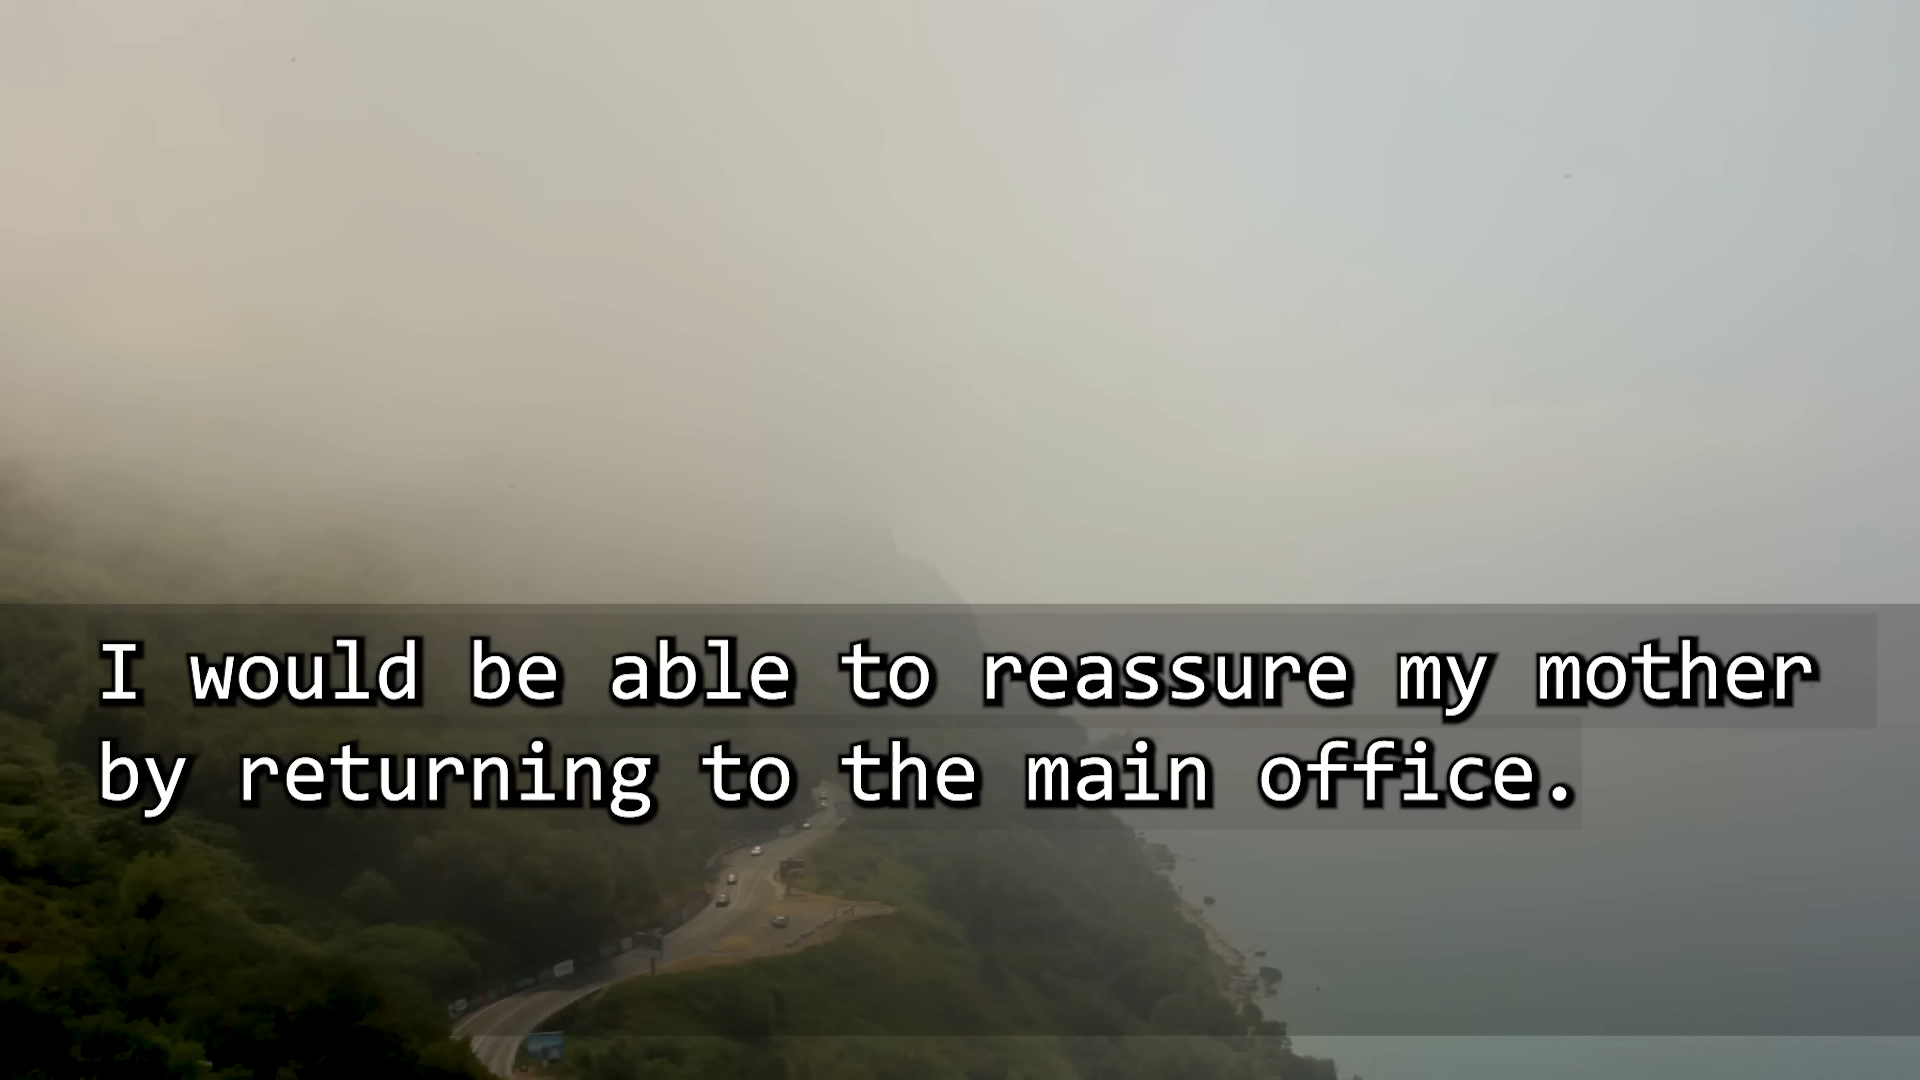 I would be able to reassure my mother
by returning to the main office.